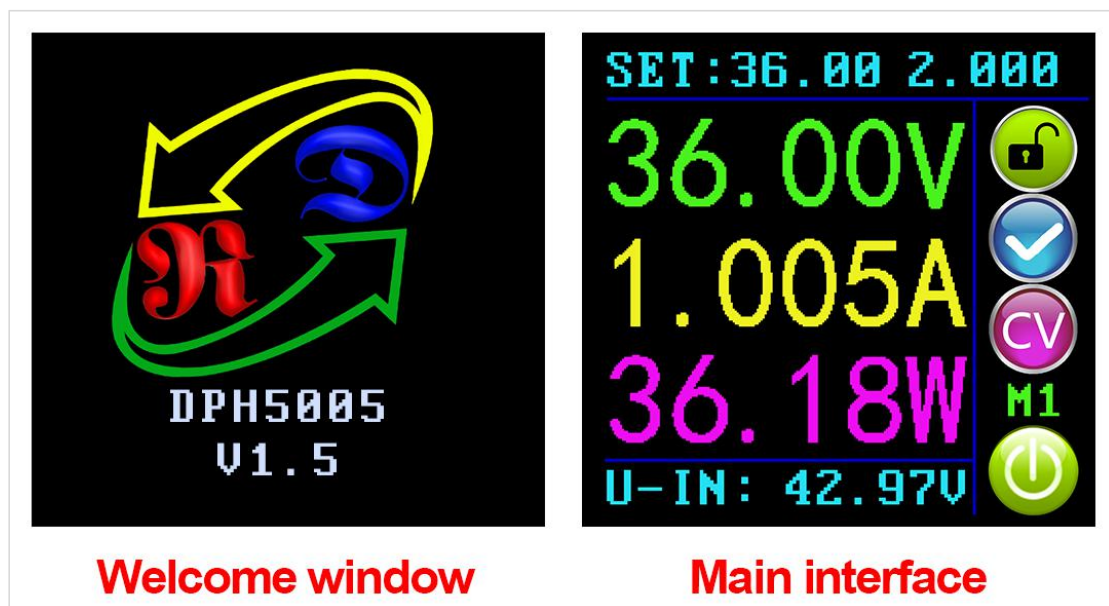 RD
DPH5005
V1.5
Welcome window
SET:36.00 2.000
36.00V
1.005A
CV
36.18W
M1
U-IN: 42.97V
Main interface